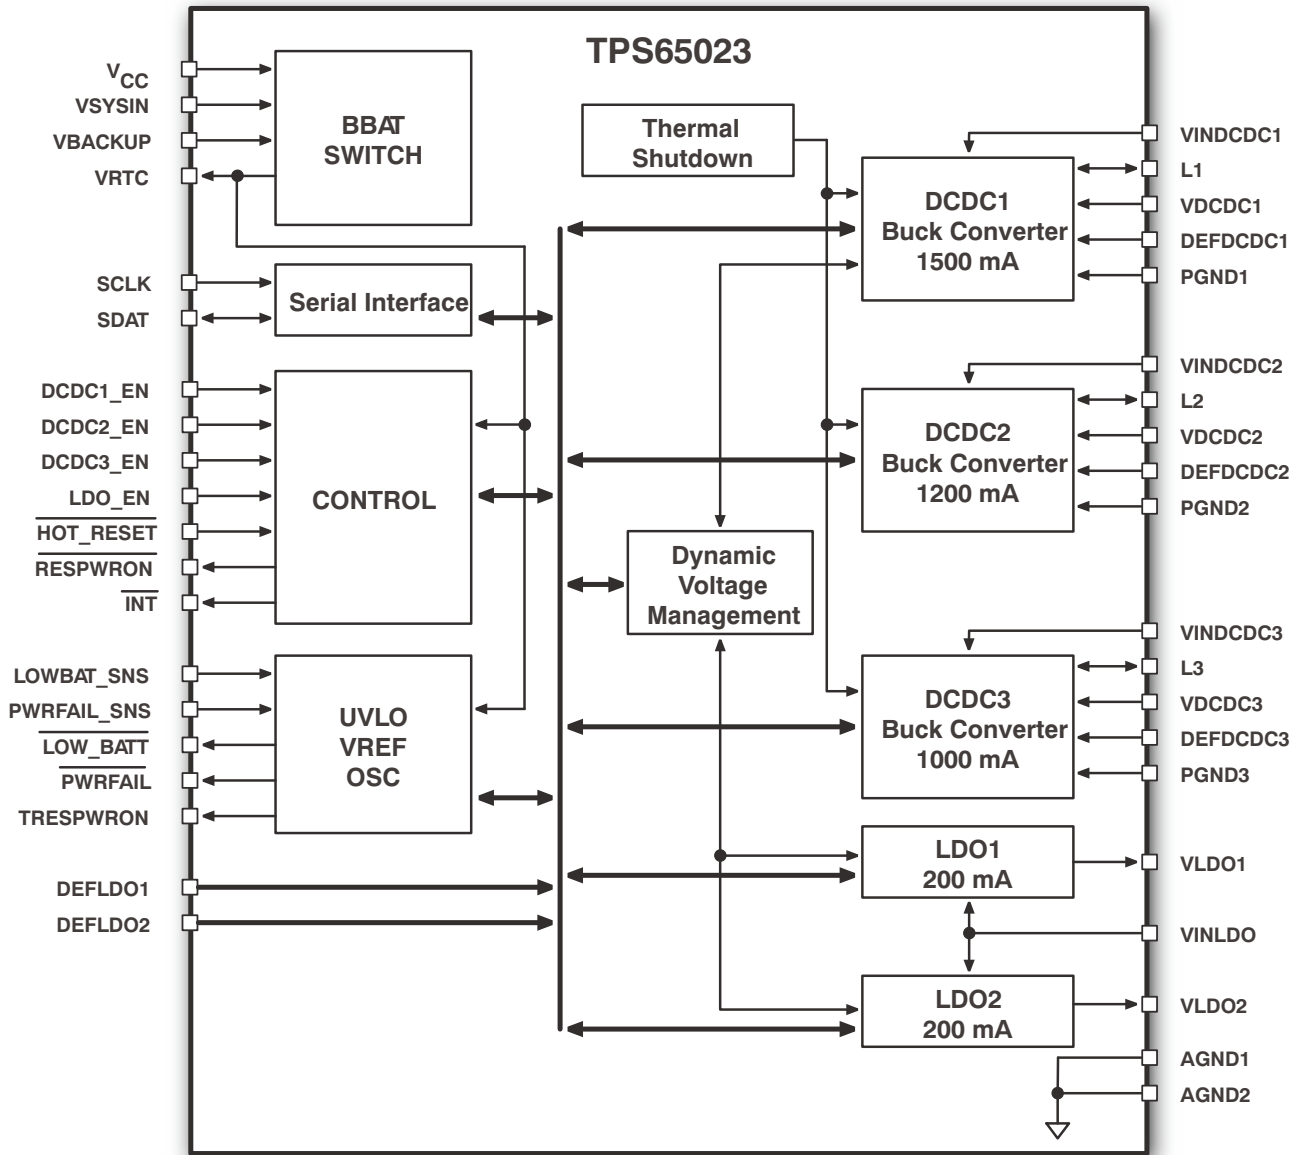 TPS65023
VCC
VSYSIN
VBACKUP
VRTC
BBAT
SWITCH
SCLK
SDAT
Serial Interface
DCDC1_EN
DCDC2_EN
DCDC3_EN
LDO_EN
HOT_RESET
RESPWRON
INT
CONTROL
LOWBAT_SNS
PWRFAIL_SNS
LOW_BATT
PWRFAIL
TRESPWRON
UVLO
VREF
OSC
DEFLDO1
DEFLDO2
Thermal
Shutdown
Dynamic
Voltage
Management
DCDC1
Buck Converter
1500 mA
VINDCDC1
L1
VDCDC1
DEFDCDC1
PGND1
DCDC2
Buck Converter
1200 mA
VINDCDC2
L2
VDCDC2
DEFDCDC2
PGND2
DCDC3
Buck Converter
1000 mA
VINDCDC3
L3
VDCDC3
DEFDCDC3
PGND3
LDO1
200 mA
VLDO1
VINLDO
LDO2
200 mA
VLDO2
AGND1
AGND2